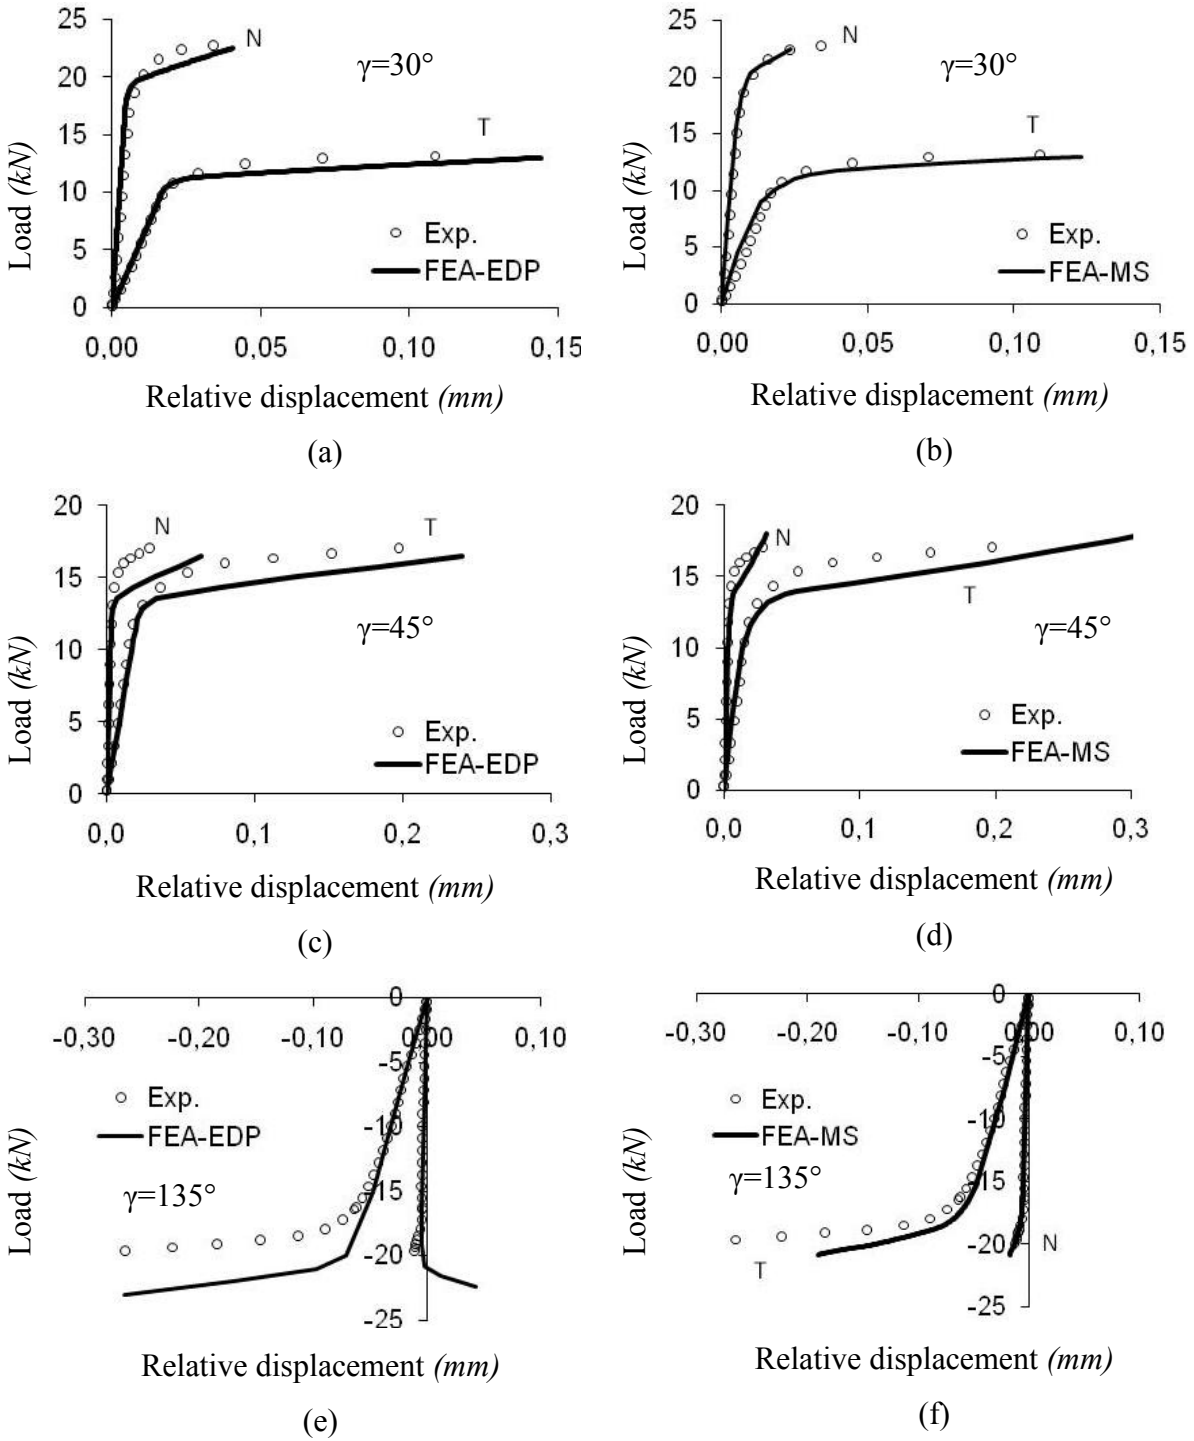 25
20
15
10
5
0
Load (kN)
N
γ=30°
T
Exp.
FEA-EDP
0,00 0,05 0,10 0,15
Relative displacement (mm)
(a)
25
20
15
10
5
0
Load (kN)
N
γ=30°
T
Exp.
FEA-MS
0,00 0,05 0,10 0,15
Relative displacement (mm)
(b)
20
15
10
5
0
Load (kN)
N
T
γ=45°
Exp.
FEA-EDP
0,0 0,1 0,2 0,3
Relative displacement (mm)
(c)
20
15
10
5
0
Load (kN)
N
T
γ=45°
Exp.
FEA-MS
0,0 0,1 0,2 0,3
Relative displacement (mm)
(d)
0
-0,30 -0,20 -0,10 0,00 0,10
-5
-10
-15
-20
-25
Load (kN)
Exp.
FEA-EDP
γ=135°
Relative displacement (mm)
(e)
0
-0,30 -0,20 -0,10 0,00 0,10
-5
-10
-15
-20
-25
Load (kN)
Exp.
FEA-MS
γ=135°
N
T
Relative displacement (mm)
(f)